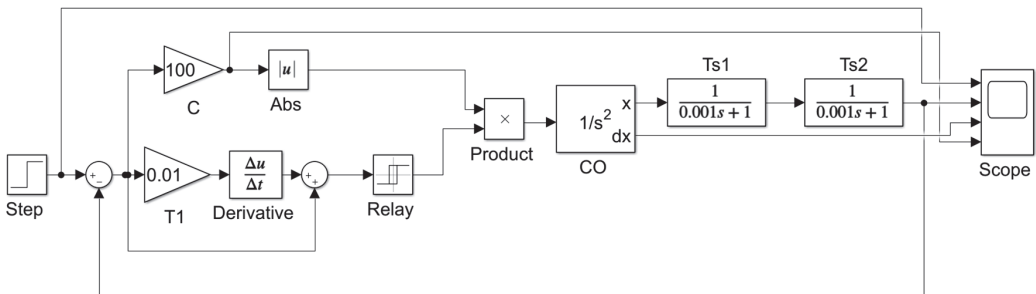 100
C
|u|
Abs
Ts1
1
0.001s + 1
Ts2
1
0.001s + 1
×
Product
1/s²
x
dx
CO
Scope
Step
+
−
0.01
T1
Δu
Δt
Derivative
+
+
Relay